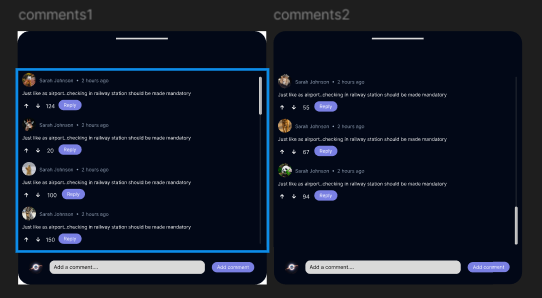 comments1
Sarah Johnson • 2 hours ago
Just like as airport..checking in railway station should be made mandatory
↑ ↓ 124 Reply
Sarah Johnson • 2 hours ago
Just like as airport..checking in railway station should be made mandatory
↑ ↓ 20 Reply
Sarah Johnson • 2 hours ago
Just like as airport..checking in railway station should be made mandatory
↑ ↓ 100 Reply
Sarah Johnson • 2 hours ago
Just like as airport..checking in railway station should be made mandatory
↑ ↓ 150 Reply
Add a comment.... Add comment
comments2
Sarah Johnson • 2 hours ago
Just like as airport..checking in railway station should be made mandatory
↑ ↓ 55 Reply
Sarah Johnson • 2 hours ago
Just like as airport..checking in railway station should be made mandatory
↑ ↓ 67 Reply
Sarah Johnson • 2 hours ago
Just like as airport..checking in railway station should be made mandatory
↑ ↓ 94 Reply
Add a comment.... Add comment